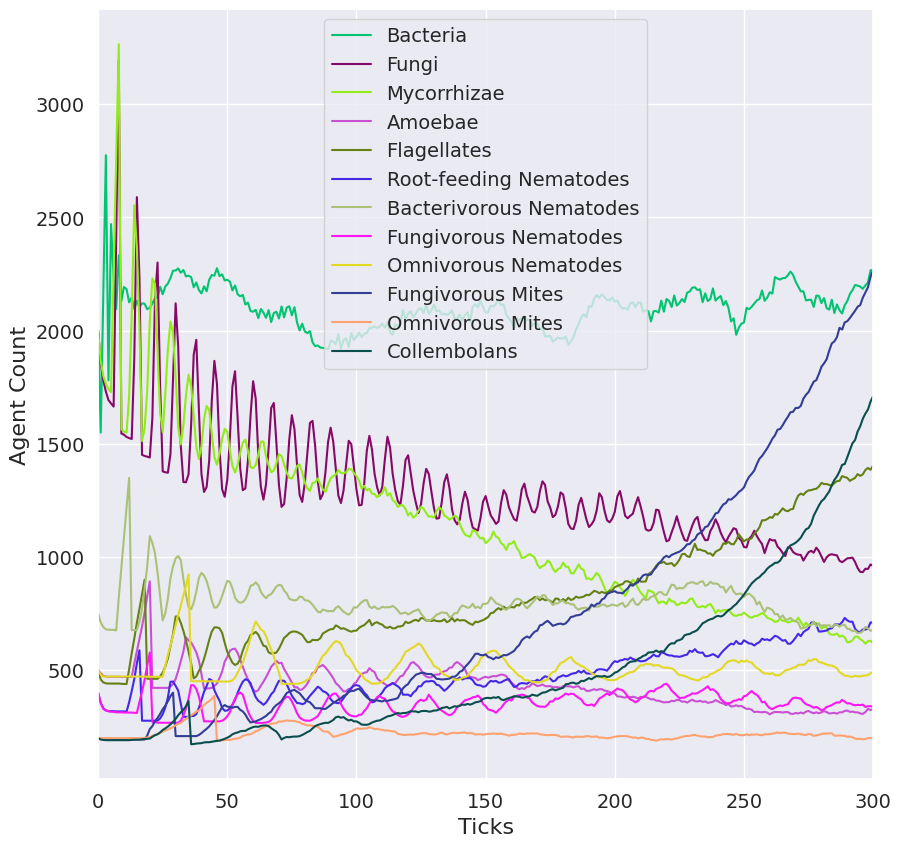 Bacteria
Fungi
Mycorrhizae
Amoebae
Flagellates
Root-feeding Nematodes
Bacterivorous Nematodes
Fungivorous Nematodes
Omnivorous Nematodes
Fungivorous Mites
Omnivorous Mites
Collembolans
Agent Count
3000
2500
2000
1500
1000
500
0 50 100 150 200 250 300
Ticks